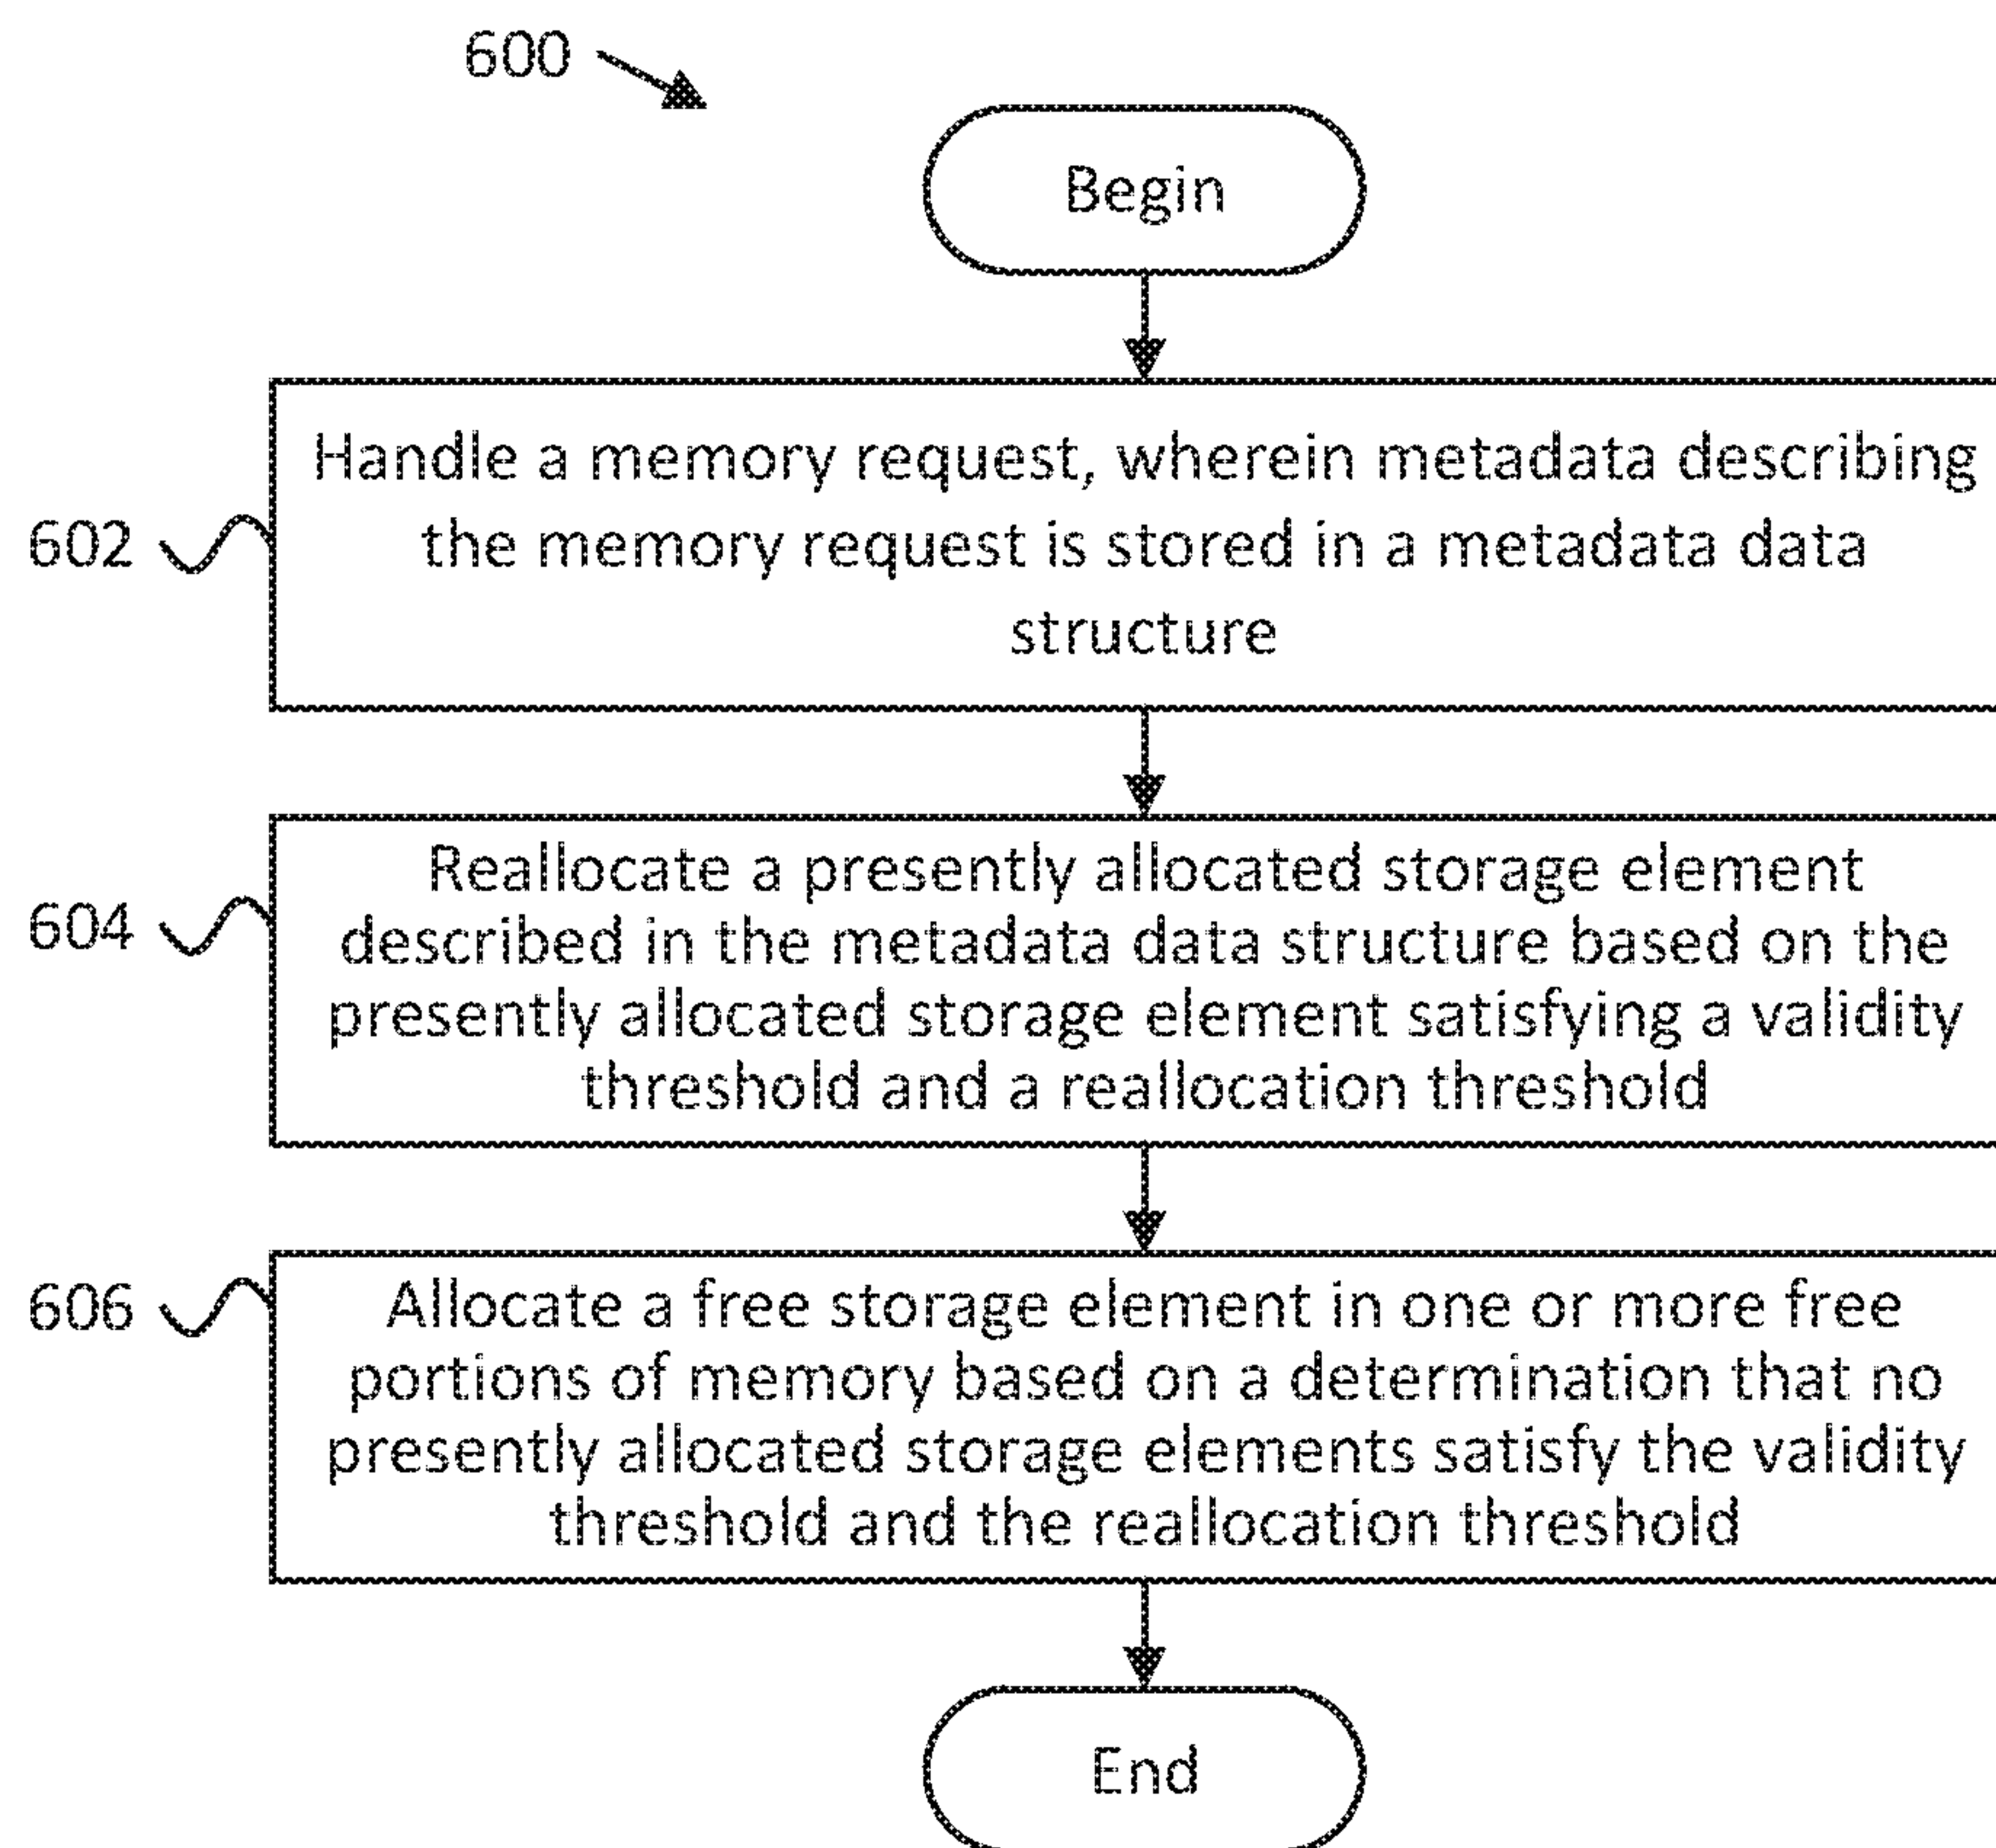 600
Begin
602
Handle a memory request, wherein metadata describing
the memory request is stored in a metadata data
structure
604
Reallocate a presently allocated storage element
described in the metadata data structure based on the
presently allocated storage element satisfying a validity
threshold and a reallocation threshold
606
Allocate a free storage element in one or more free
portions of memory based on a determination that no
presently allocated storage elements satisfy the validity
threshold and the reallocation threshold
End